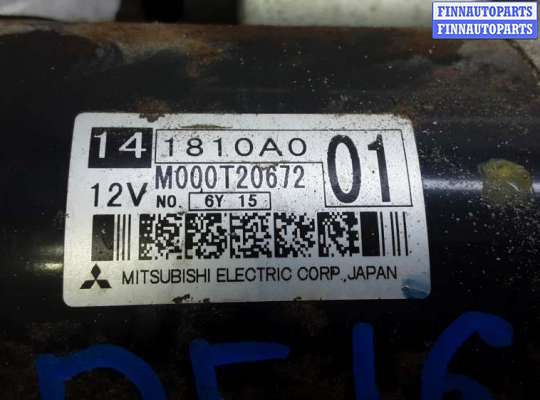 FINNAUTOPARTS
FINNAUTOPARTS
14 1810A0 01
12V M000T20672
NO. 6Y 15
MITSUBISHI ELECTRIC CORP., JAPAN